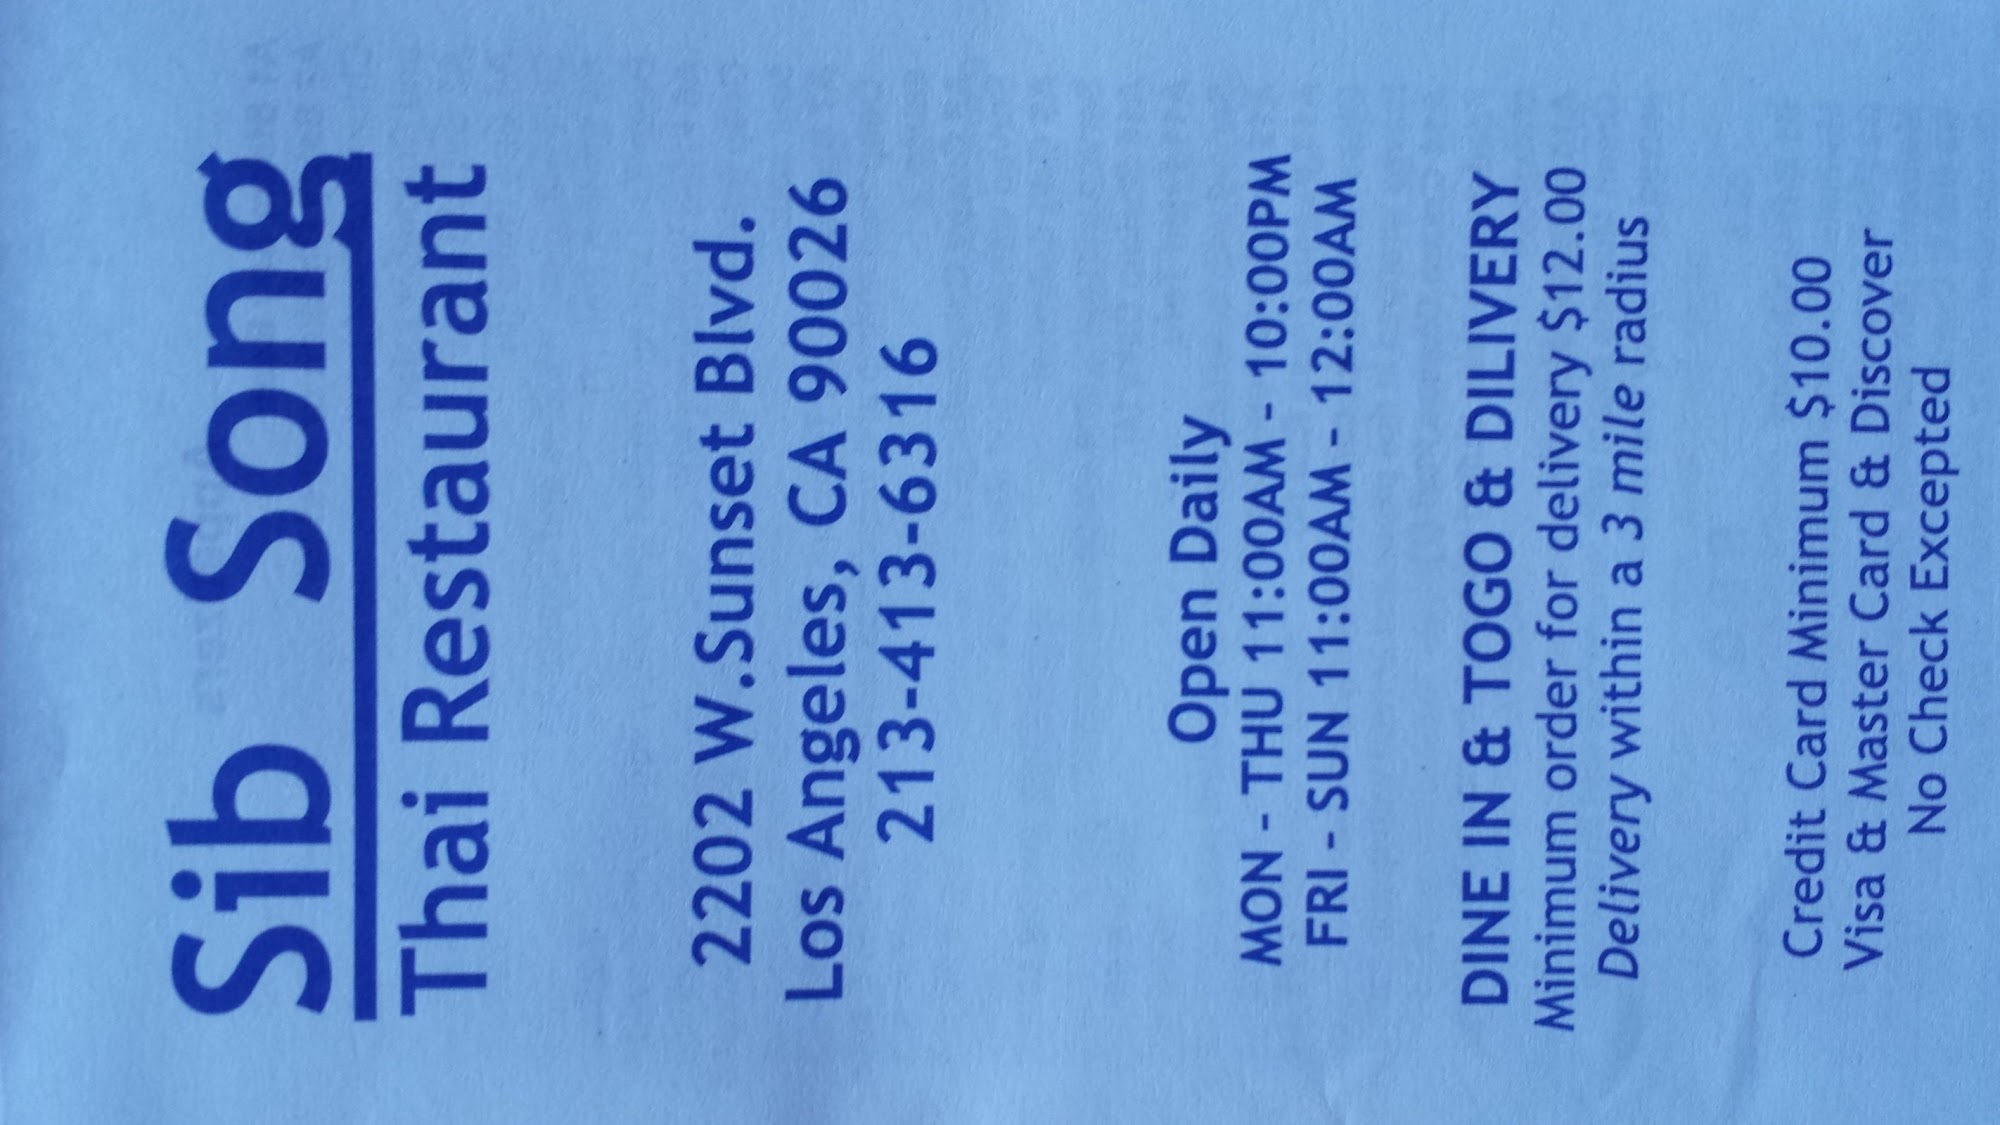 Sib Song
Thai Restaurant
2202 W.Sunset Blvd.
Los Angeles, CA 90026
213-413-6316
Open Daily
MON - THU 11:00AM - 10:00PM
FRI - SUN 11:00AM - 12:00AM
DINE IN & TOGO & DILIVERY
Minimum order for delivery $12.00
Delivery within a 3 mile radius
Credit Card Minimum $10.00
Visa & Master Card & Discover
No Check Excepted